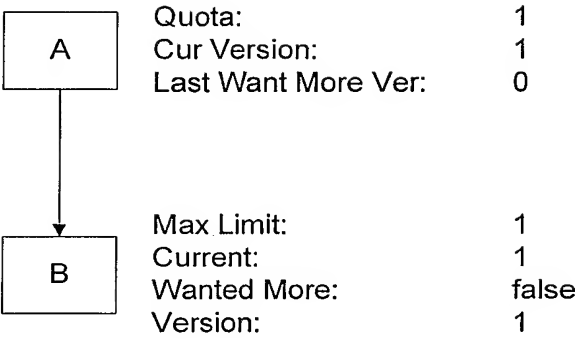 A
Quota: 1
Cur Version: 1
Last Want More Ver: 0
B
Max Limit: 1
Current: 1
Wanted More: false
Version: 1